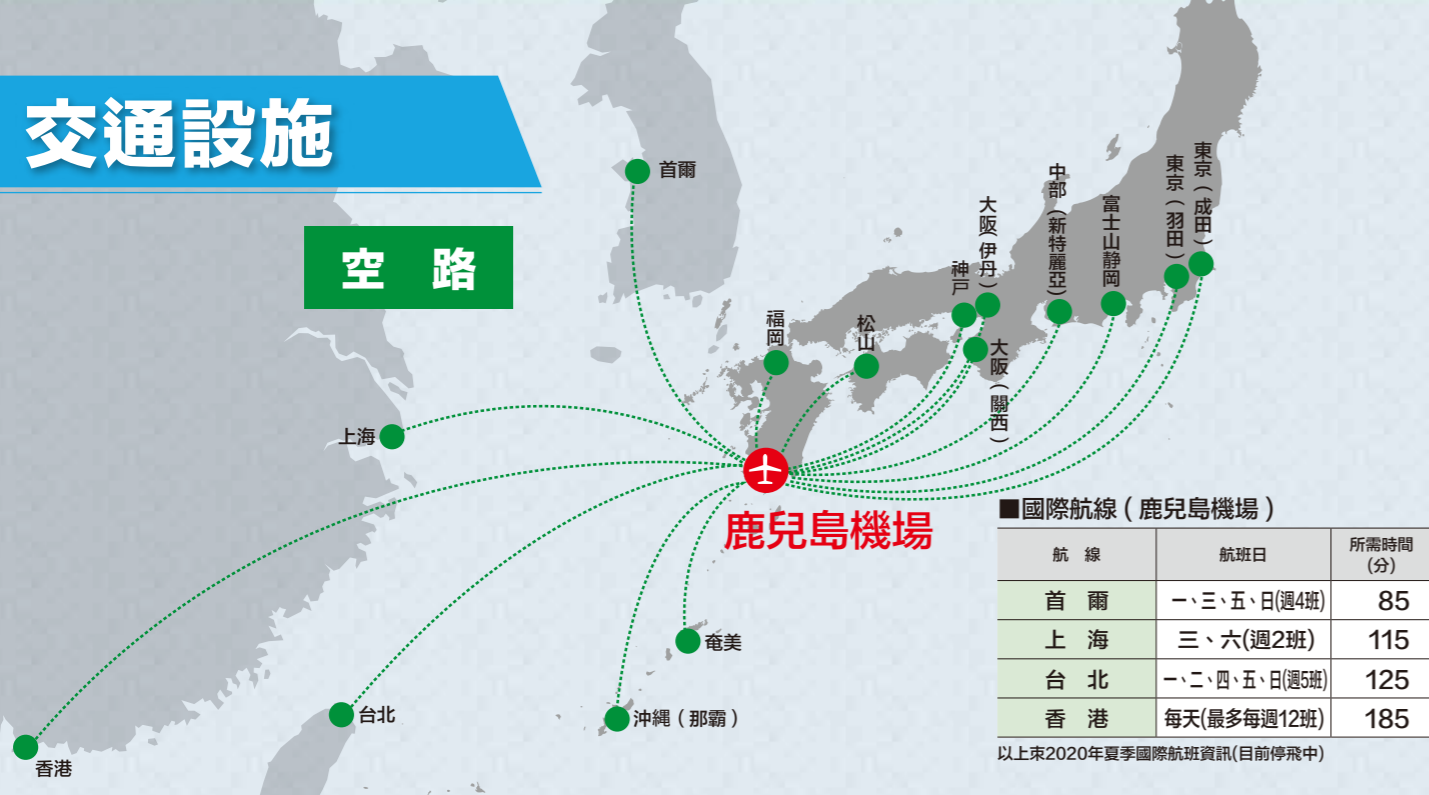 交通設施
空 路
首爾
上海
香港
台北
沖縄（那霸）
奄美
鹿兒島機場
福岡
松山
神戸
大阪（伊丹）
大阪（關西）
中部（新特麗亞）
富士山静岡
東京（羽田）
東京（成田）
■國際航線（鹿兒島機場）
航 線 航班日 所需時間
(分)
首 爾 一、三、五、日(週4班) 85
上 海 三、六(週2班) 115
台 北 一、二、四、五、日(週5班) 125
香 港 每天(最多每週12班) 185
以上束2020年夏季國際航班資訊(目前停飛中)